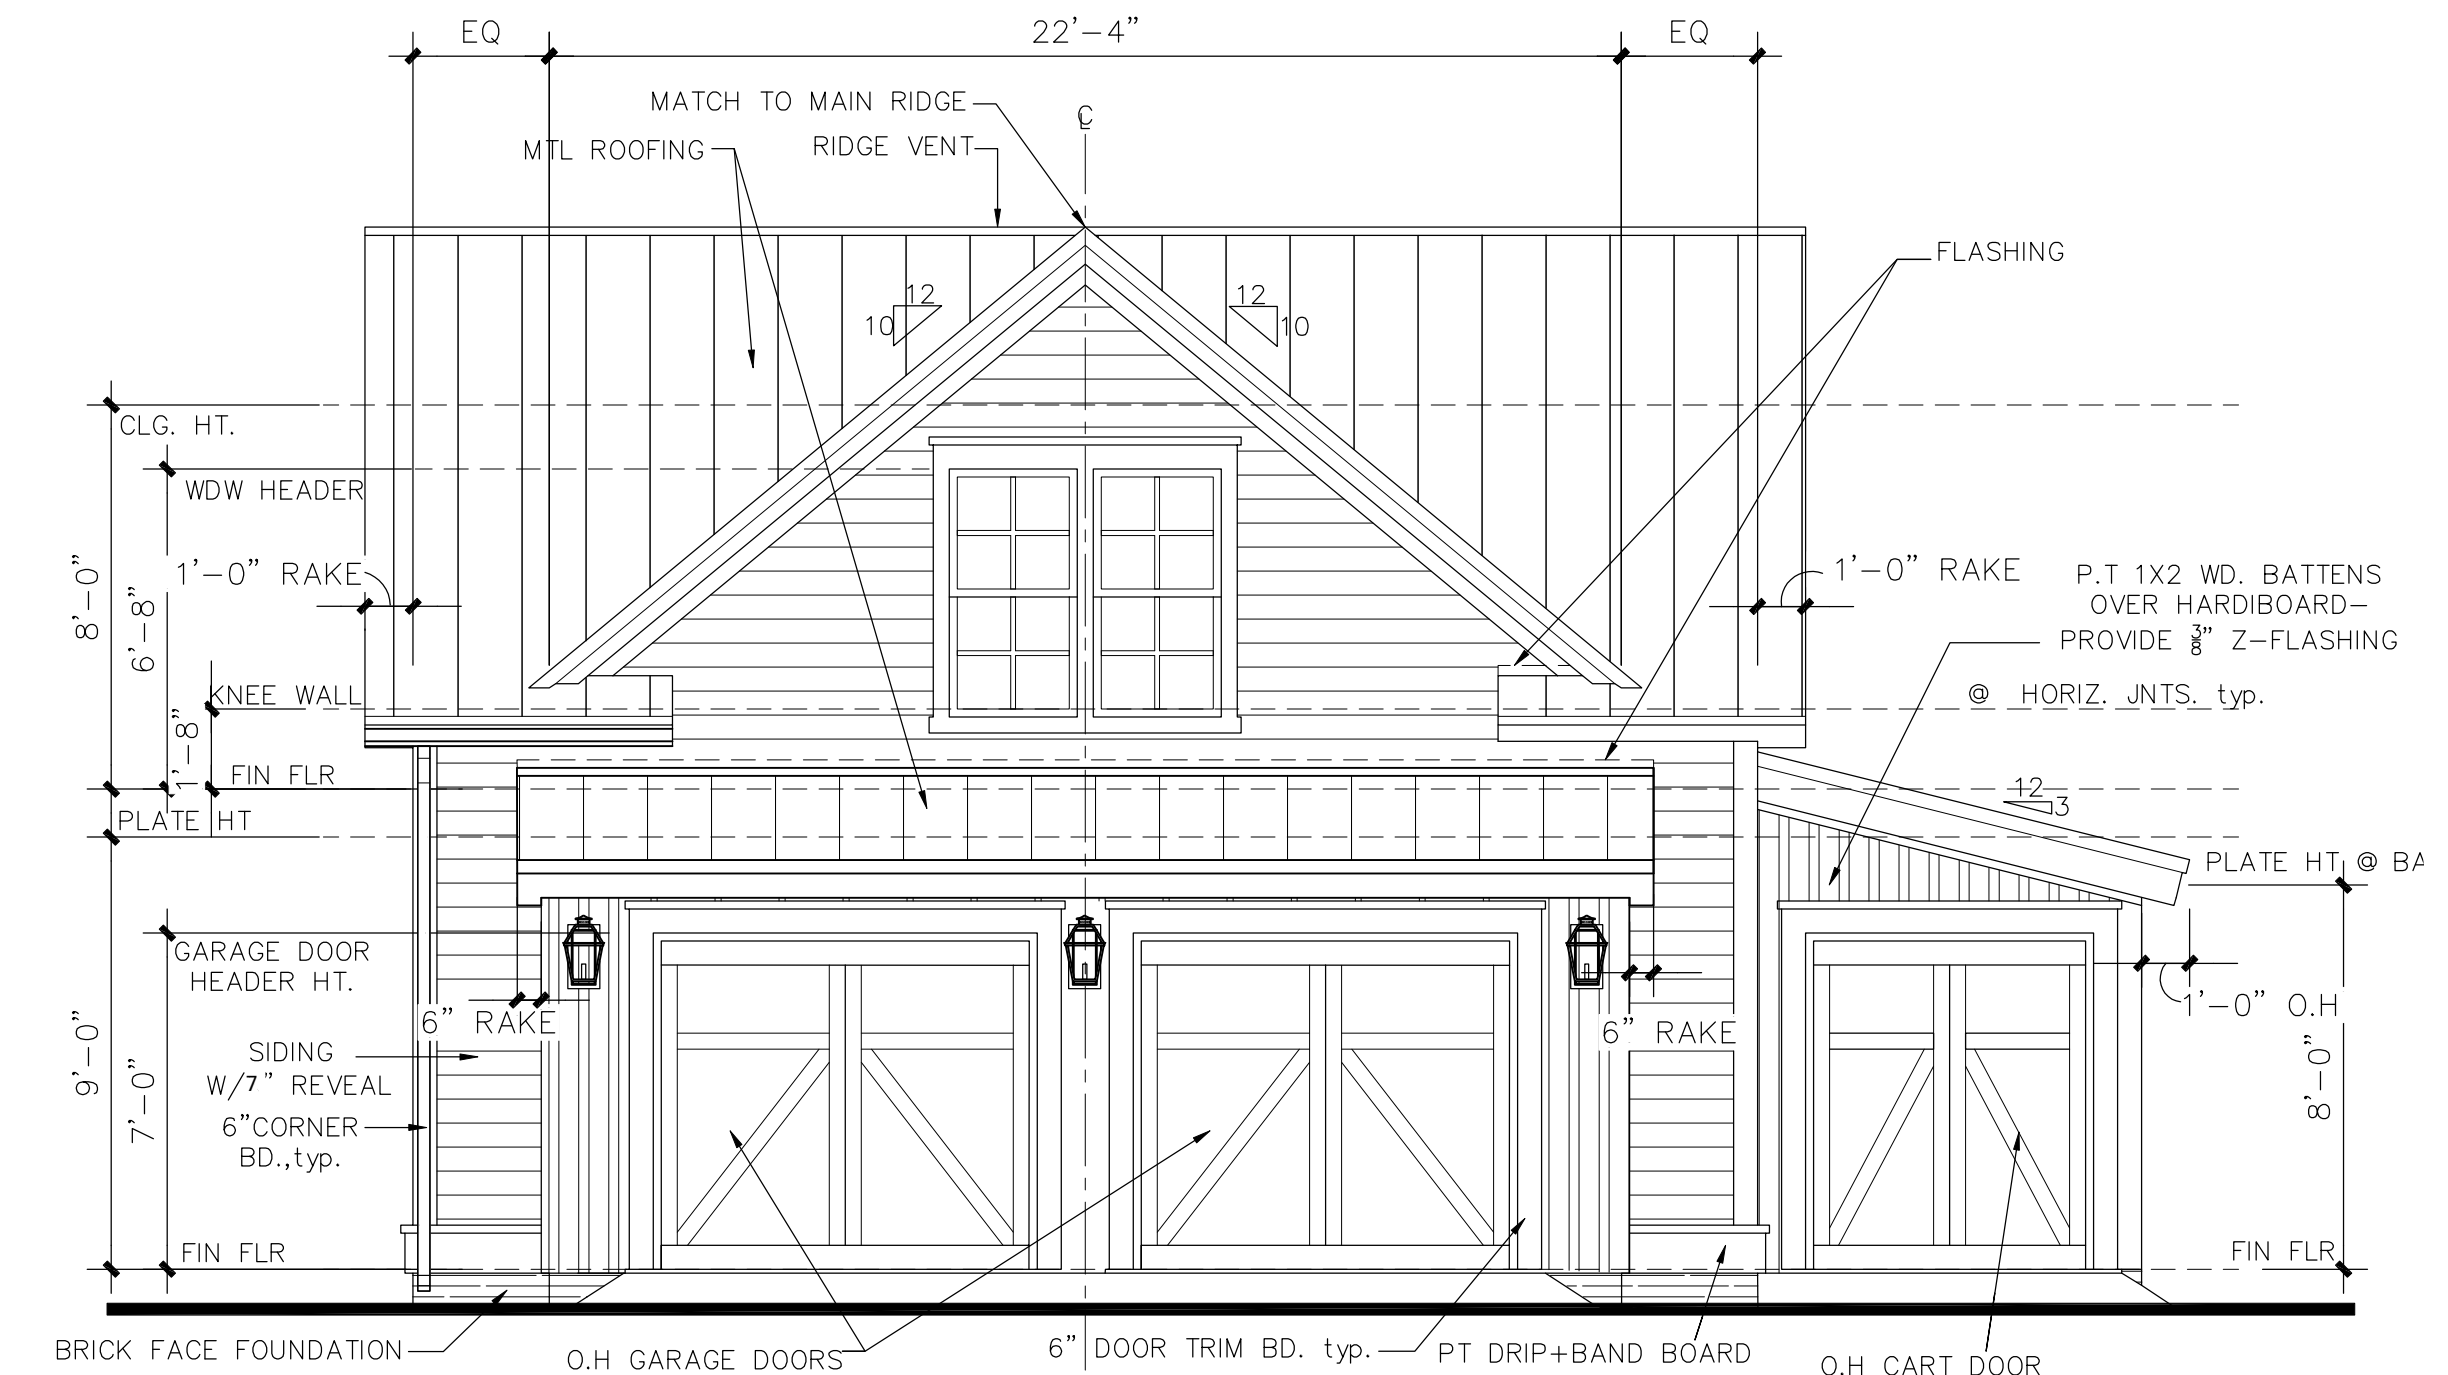 EQ
22'-4"
EQ
MATCH TO MAIN RIDGE
℄
MTL ROOFING
RIDGE VENT
FLASHING
12
10
12
10
CLG. HT.
WDW HEADER
8'-0"
6'-8"
1'-0" RAKE
1'-0" RAKE
P.T 1X2 WD. BATTENS
OVER HARDIBOARD-
PROVIDE 3/8" Z-FLASHING
@ HORIZ. JNTS. typ.
KNEE WALL
1'-8"
FIN FLR
PLATE HT
12
3
PLATE HT @ BA
GARAGE DOOR
HEADER HT.
6" RAKE
6" RAKE
1'-0" O.H
9'-0"
7'-0"
8'-0"
SIDING
W/7" REVEAL
6"CORNER
BD.,typ.
FIN FLR
FIN FLR
BRICK FACE FOUNDATION
O.H GARAGE DOORS
6" DOOR TRIM BD. typ.
PT DRIP+BAND BOARD
O.H CART DOOR